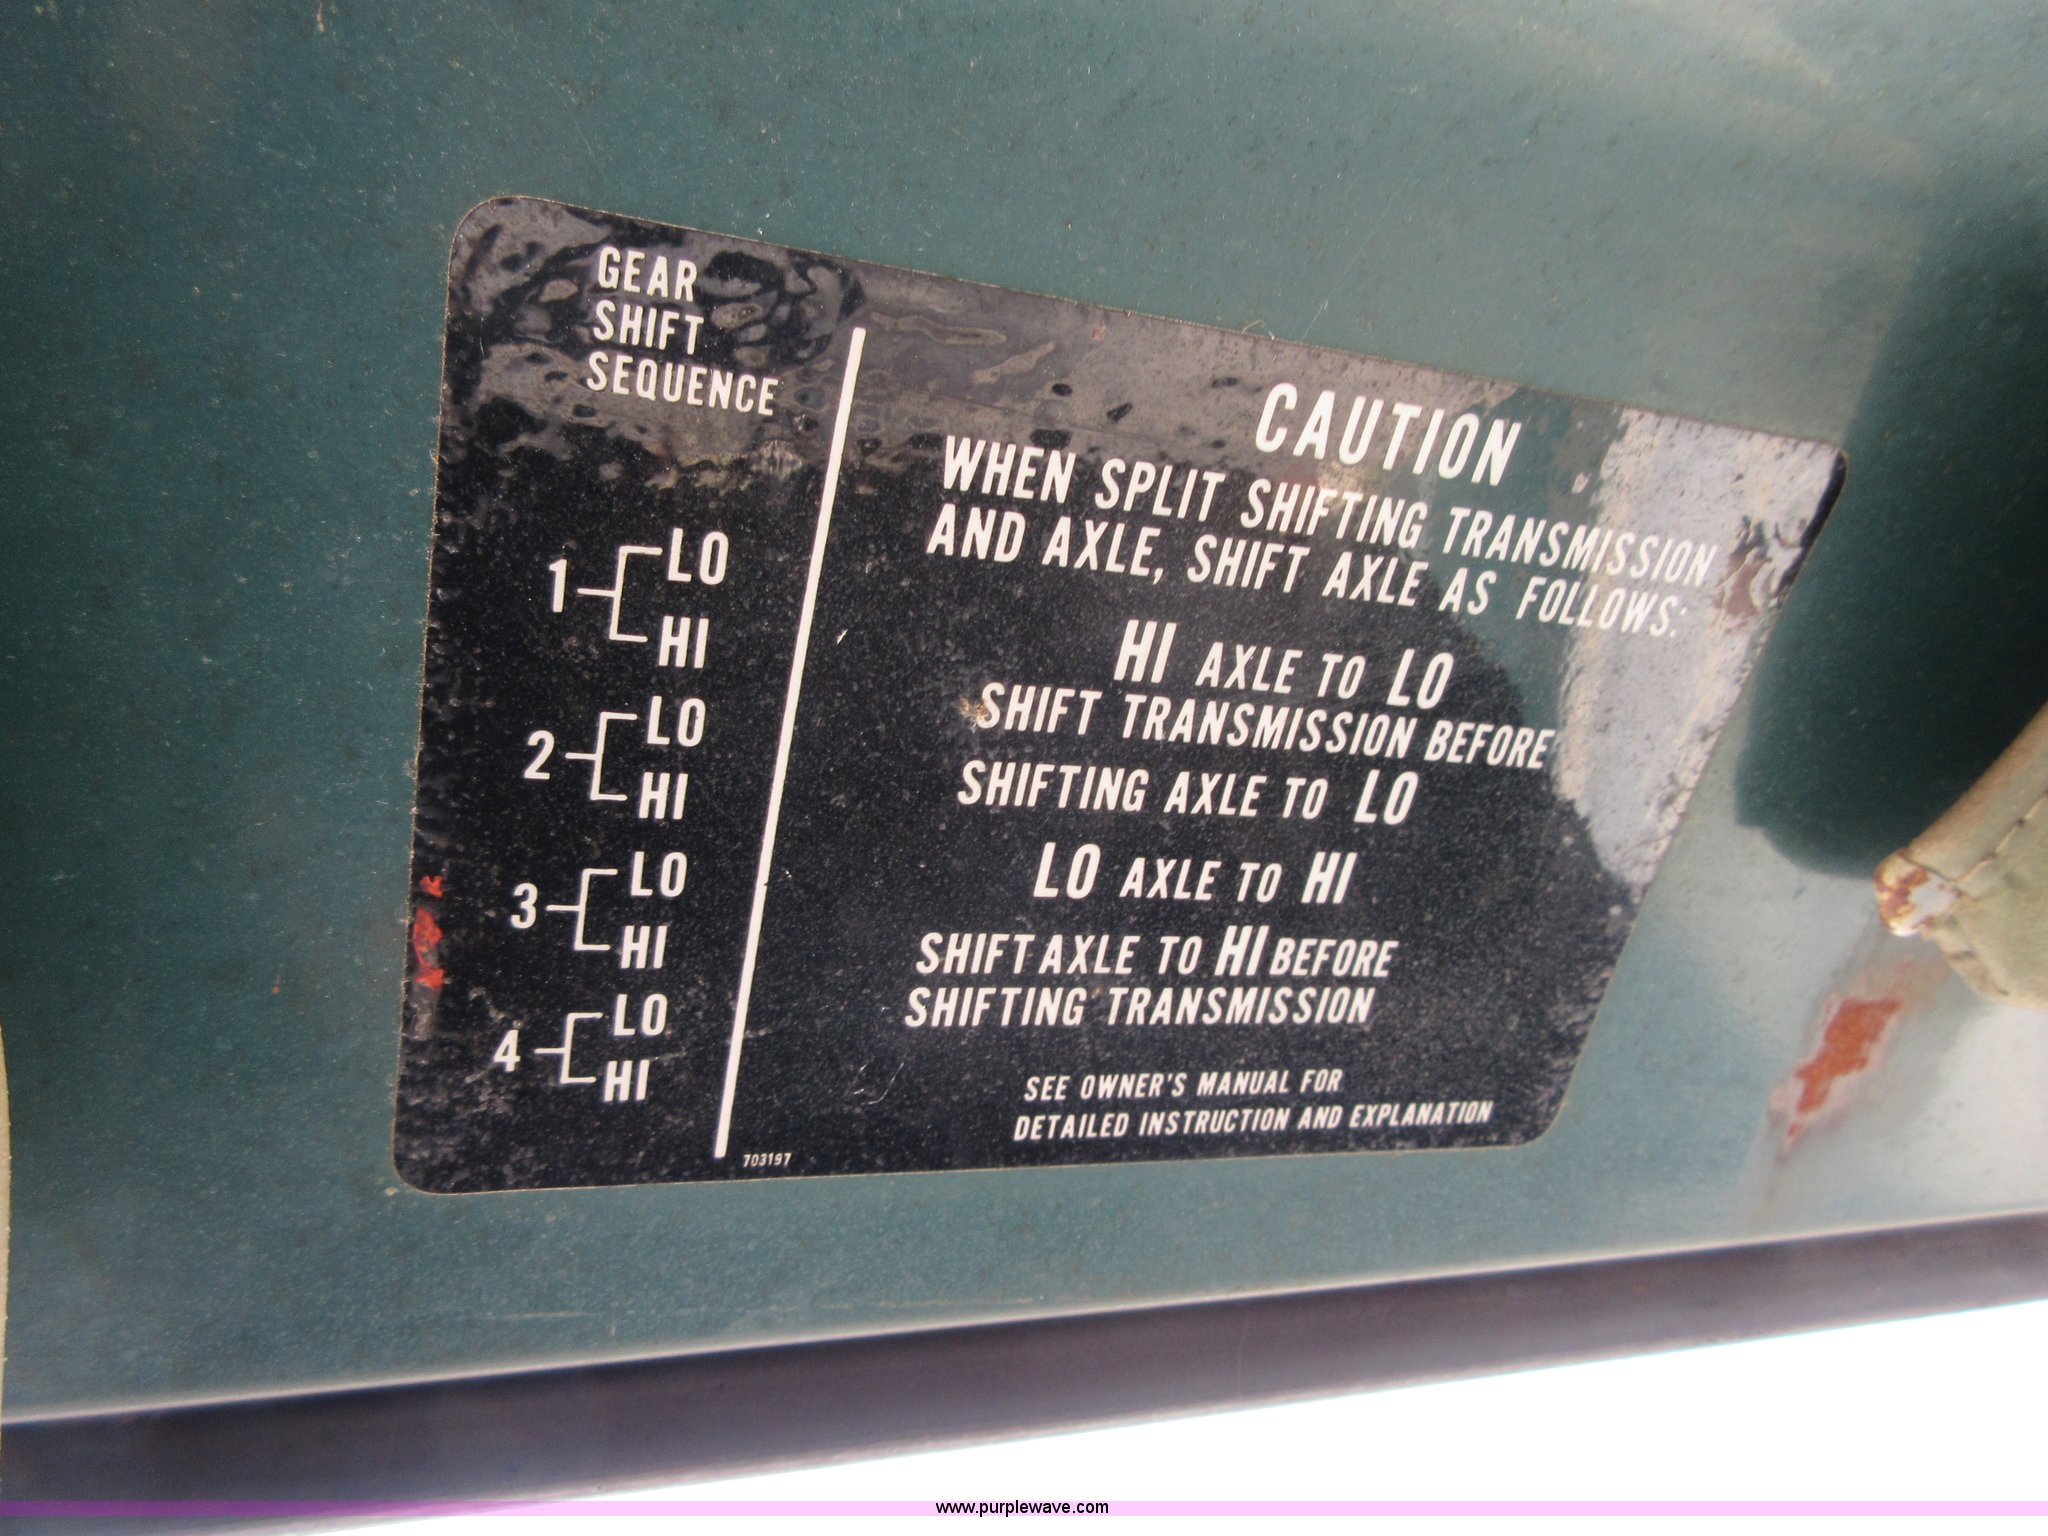 GEAR
SHIFT
SEQUENCE
1 LO
HI
2 LO
HI
3 LO
HI
4 LO
HI
CAUTION
WHEN SPLIT SHIFTING TRANSMISSION
AND AXLE, SHIFT AXLE AS FOLLOWS:
HI AXLE TO LO
SHIFT TRANSMISSION BEFORE
SHIFTING AXLE TO LO
LO AXLE TO HI
SHIFT AXLE TO HI BEFORE
SHIFTING TRANSMISSION
SEE OWNER'S MANUAL FOR
DETAILED INSTRUCTION AND EXPLANATION
703197
www.purplewave.com